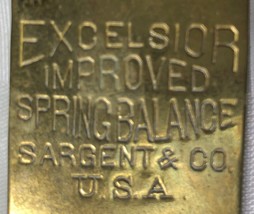 EXCELSIOR
IMPROVED
SPRING BALANCE
SARGENT & CO
U.S.A